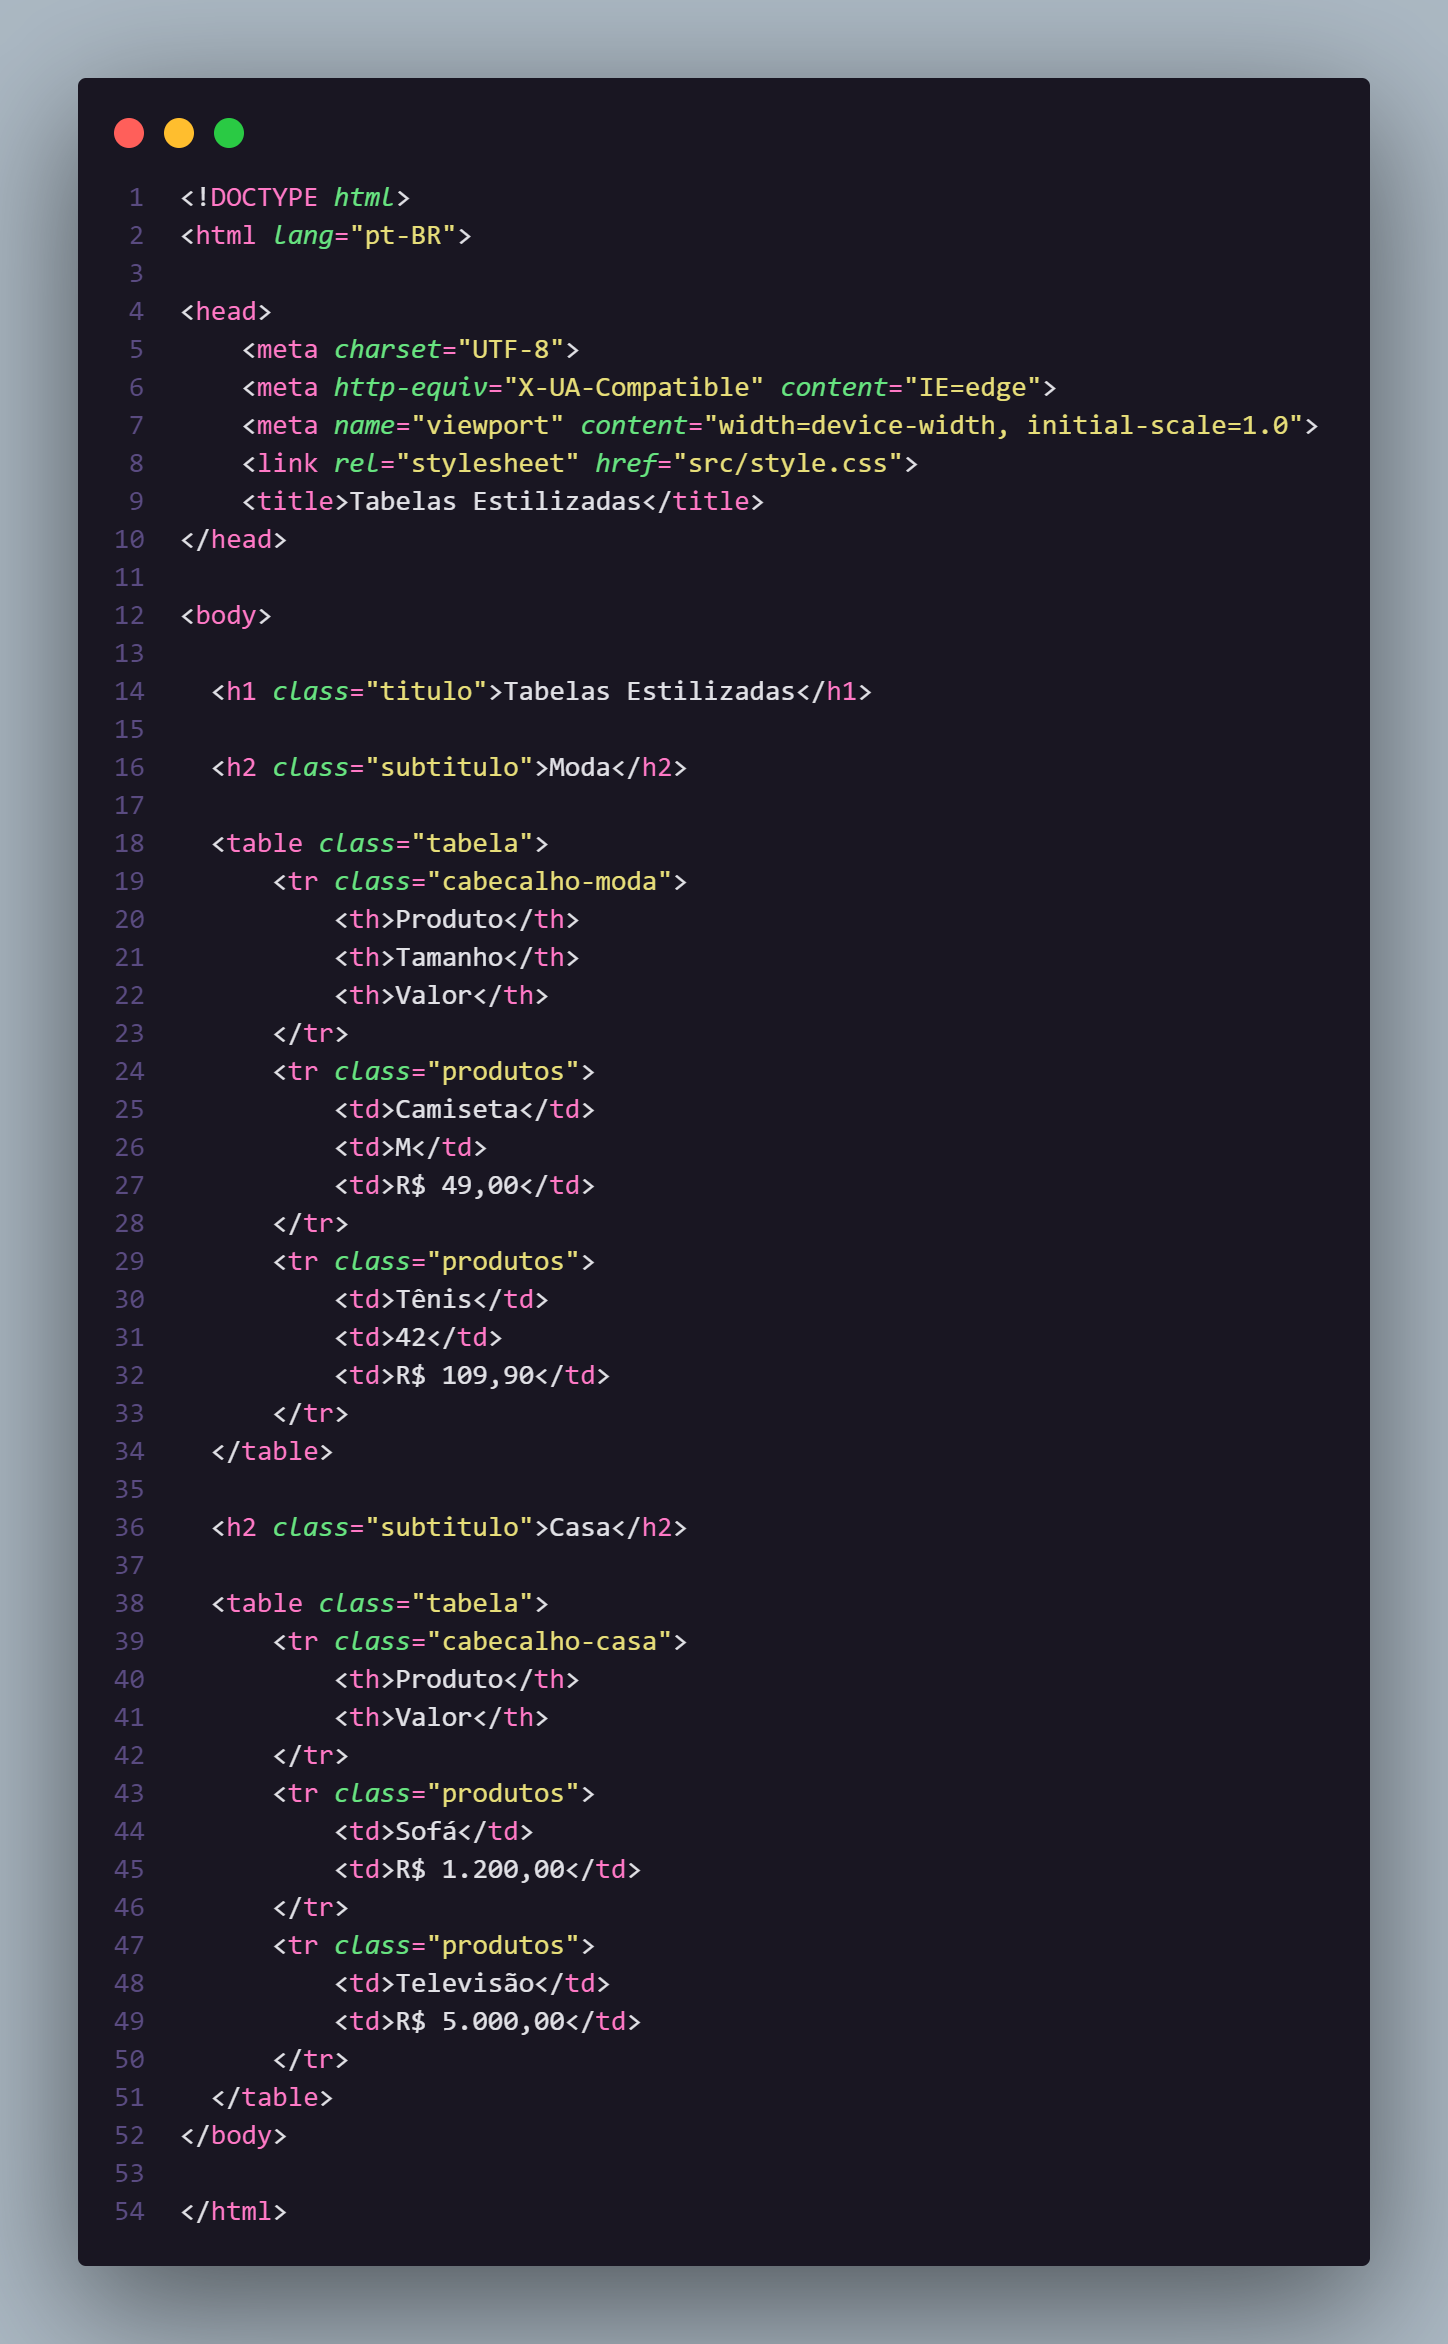 1 <!DOCTYPE html>
2 <html lang="pt-BR">
3
4 <head>
5     <meta charset="UTF-8">
6     <meta http-equiv="X-UA-Compatible" content="IE=edge">
7     <meta name="viewport" content="width=device-width, initial-scale=1.0">
8     <link rel="stylesheet" href="src/style.css">
9     <title>Tabelas Estilizadas</title>
10 </head>
11
12 <body>
13
14   <h1 class="titulo">Tabelas Estilizadas</h1>
15
16   <h2 class="subtitulo">Moda</h2>
17
18   <table class="tabela">
19       <tr class="cabecalho-moda">
20           <th>Produto</th>
21           <th>Tamanho</th>
22           <th>Valor</th>
23       </tr>
24       <tr class="produtos">
25           <td>Camiseta</td>
26           <td>M</td>
27           <td>R$ 49,00</td>
28       </tr>
29       <tr class="produtos">
30           <td>Tênis</td>
31           <td>42</td>
32           <td>R$ 109,90</td>
33       </tr>
34   </table>
35
36   <h2 class="subtitulo">Casa</h2>
37
38   <table class="tabela">
39       <tr class="cabecalho-casa">
40           <th>Produto</th>
41           <th>Valor</th>
42       </tr>
43       <tr class="produtos">
44           <td>Sofá</td>
45           <td>R$ 1.200,00</td>
46       </tr>
47       <tr class="produtos">
48           <td>Televisão</td>
49           <td>R$ 5.000,00</td>
50       </tr>
51   </table>
52 </body>
53
54 </html>